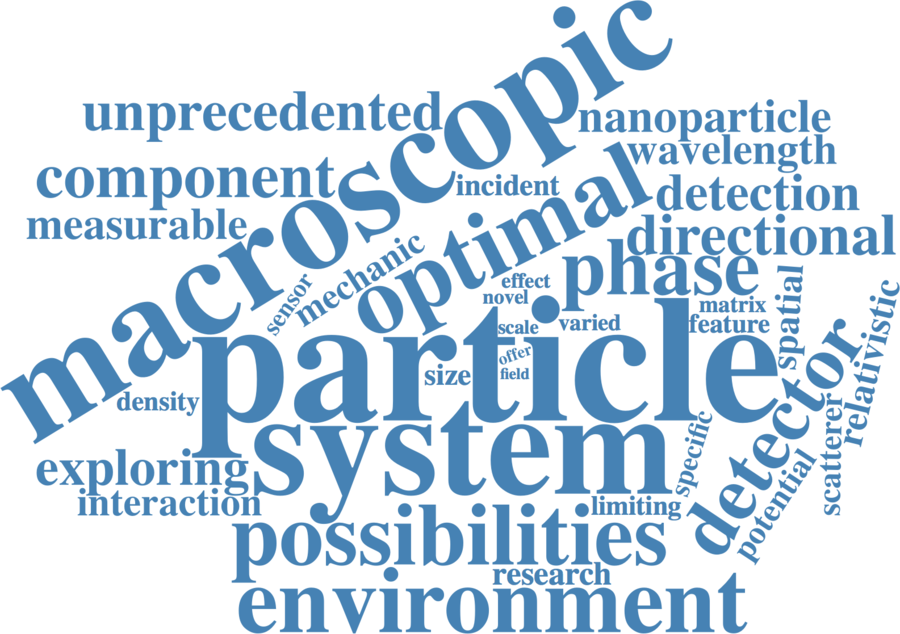 macroscopic
unprecedented
nanoparticle
wavelength
component
incident
detection
measurable
optimal
directional
mechanic
phase
sensor
effect
novel
matrix
spatial
relativistic
scale
varied
feature
particle
offer
field
size
density
detector
scatterer
system
specific
exploring
potential
interaction
limiting
possibilities
research
environment